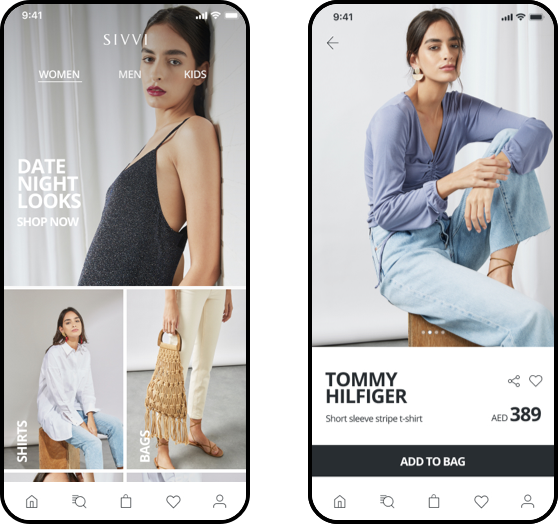 9:41
SIVVI
WOMEN MEN KIDS
DATE
NIGHT
LOOKS
SHOP NOW
SHIRTS
BAGS
9:41
TOMMY
HILFIGER
Short sleeve stripe t-shirt
AED 389
ADD TO BAG